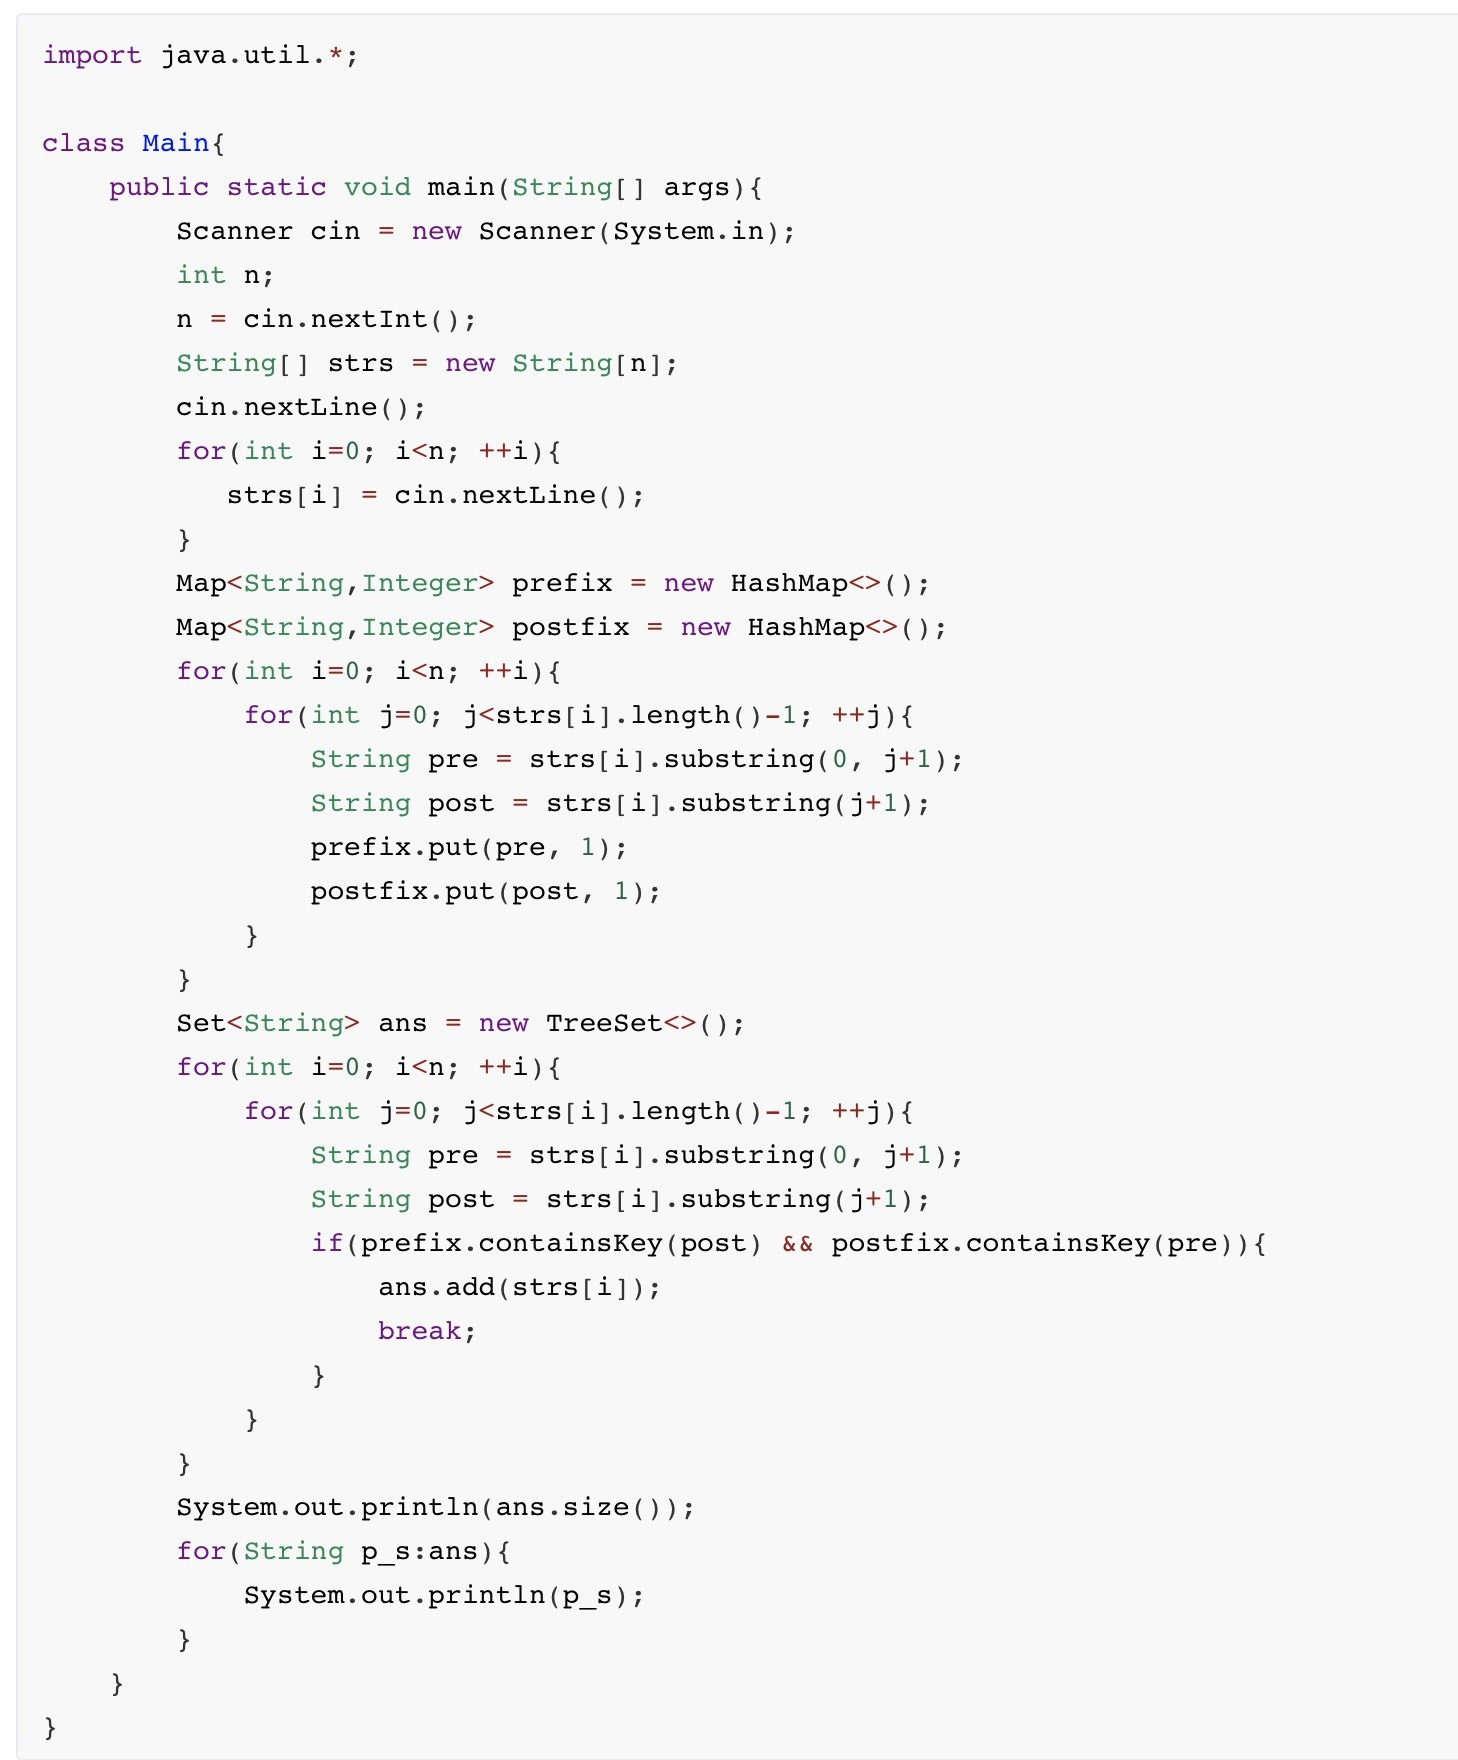 import java.util.*;

class Main{
    public static void main(String[] args){
        Scanner cin = new Scanner(System.in);
        int n;
        n = cin.nextInt();
        String[] strs = new String[n];
        cin.nextLine();
        for(int i=0; i<n; ++i){
           strs[i] = cin.nextLine();
        }
        Map<String,Integer> prefix = new HashMap<>();
        Map<String,Integer> postfix = new HashMap<>();
        for(int i=0; i<n; ++i){
            for(int j=0; j<strs[i].length()-1; ++j){
                String pre = strs[i].substring(0, j+1);
                String post = strs[i].substring(j+1);
                prefix.put(pre, 1);
                postfix.put(post, 1);
            }
        }
        Set<String> ans = new TreeSet<>();
        for(int i=0; i<n; ++i){
            for(int j=0; j<strs[i].length()-1; ++j){
                String pre = strs[i].substring(0, j+1);
                String post = strs[i].substring(j+1);
                if(prefix.containsKey(post) && postfix.containsKey(pre)){
                    ans.add(strs[i]);
                    break;
                }
            }
        }
        System.out.println(ans.size());
        for(String p_s:ans){
            System.out.println(p_s);
        }
    }
}